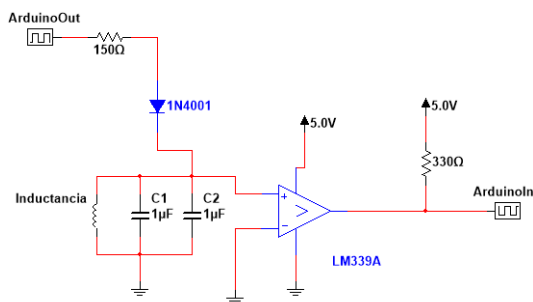 ArduinoOut
150Ω
1N4001
5.0V
5.0V
330Ω
ArduinoIn
Inductancia
C1
1µF
C2
1µF
+
−
>
LM339A